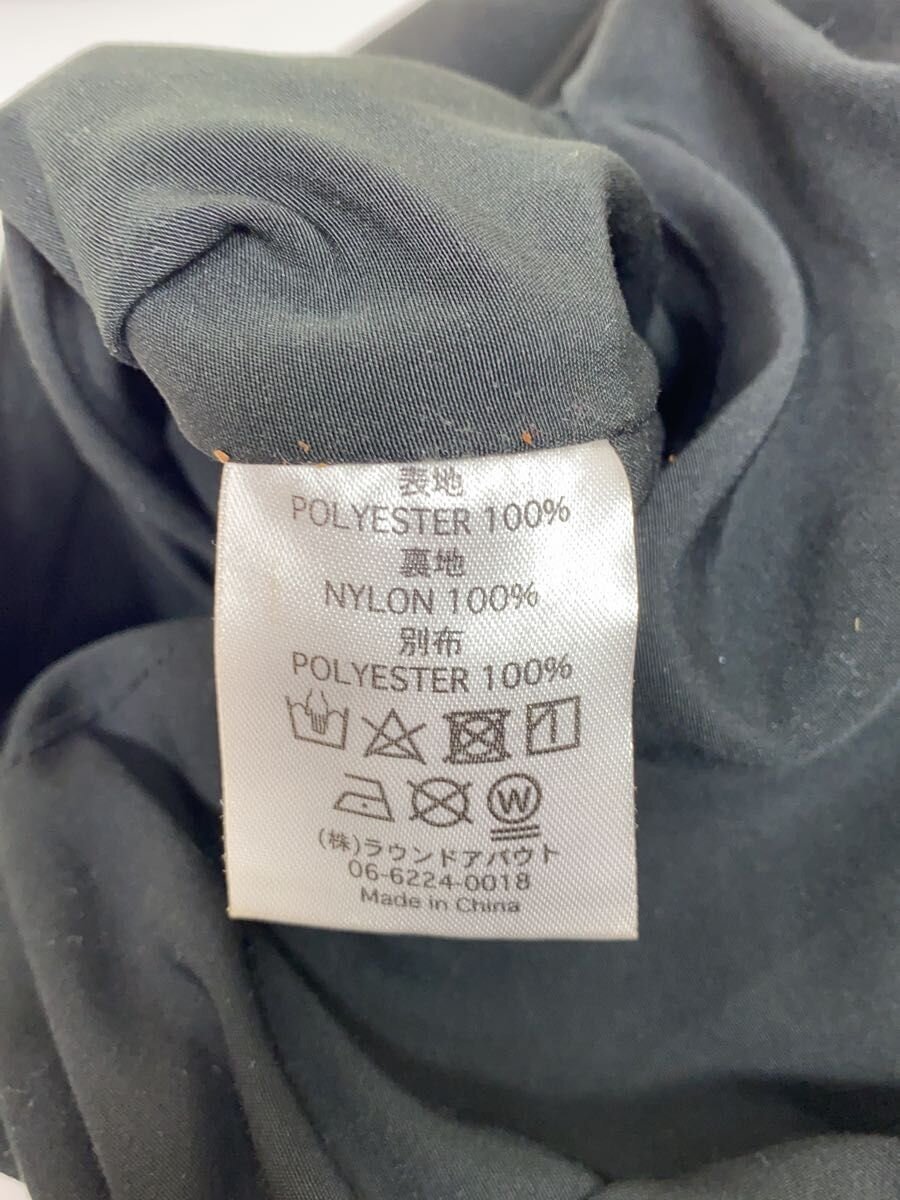 表地
POLYESTER 100%
裏地
NYLON 100%
別布
POLYESTER 100%
W
(株)ラウンドアバウト
06-6224-0018
Made in China